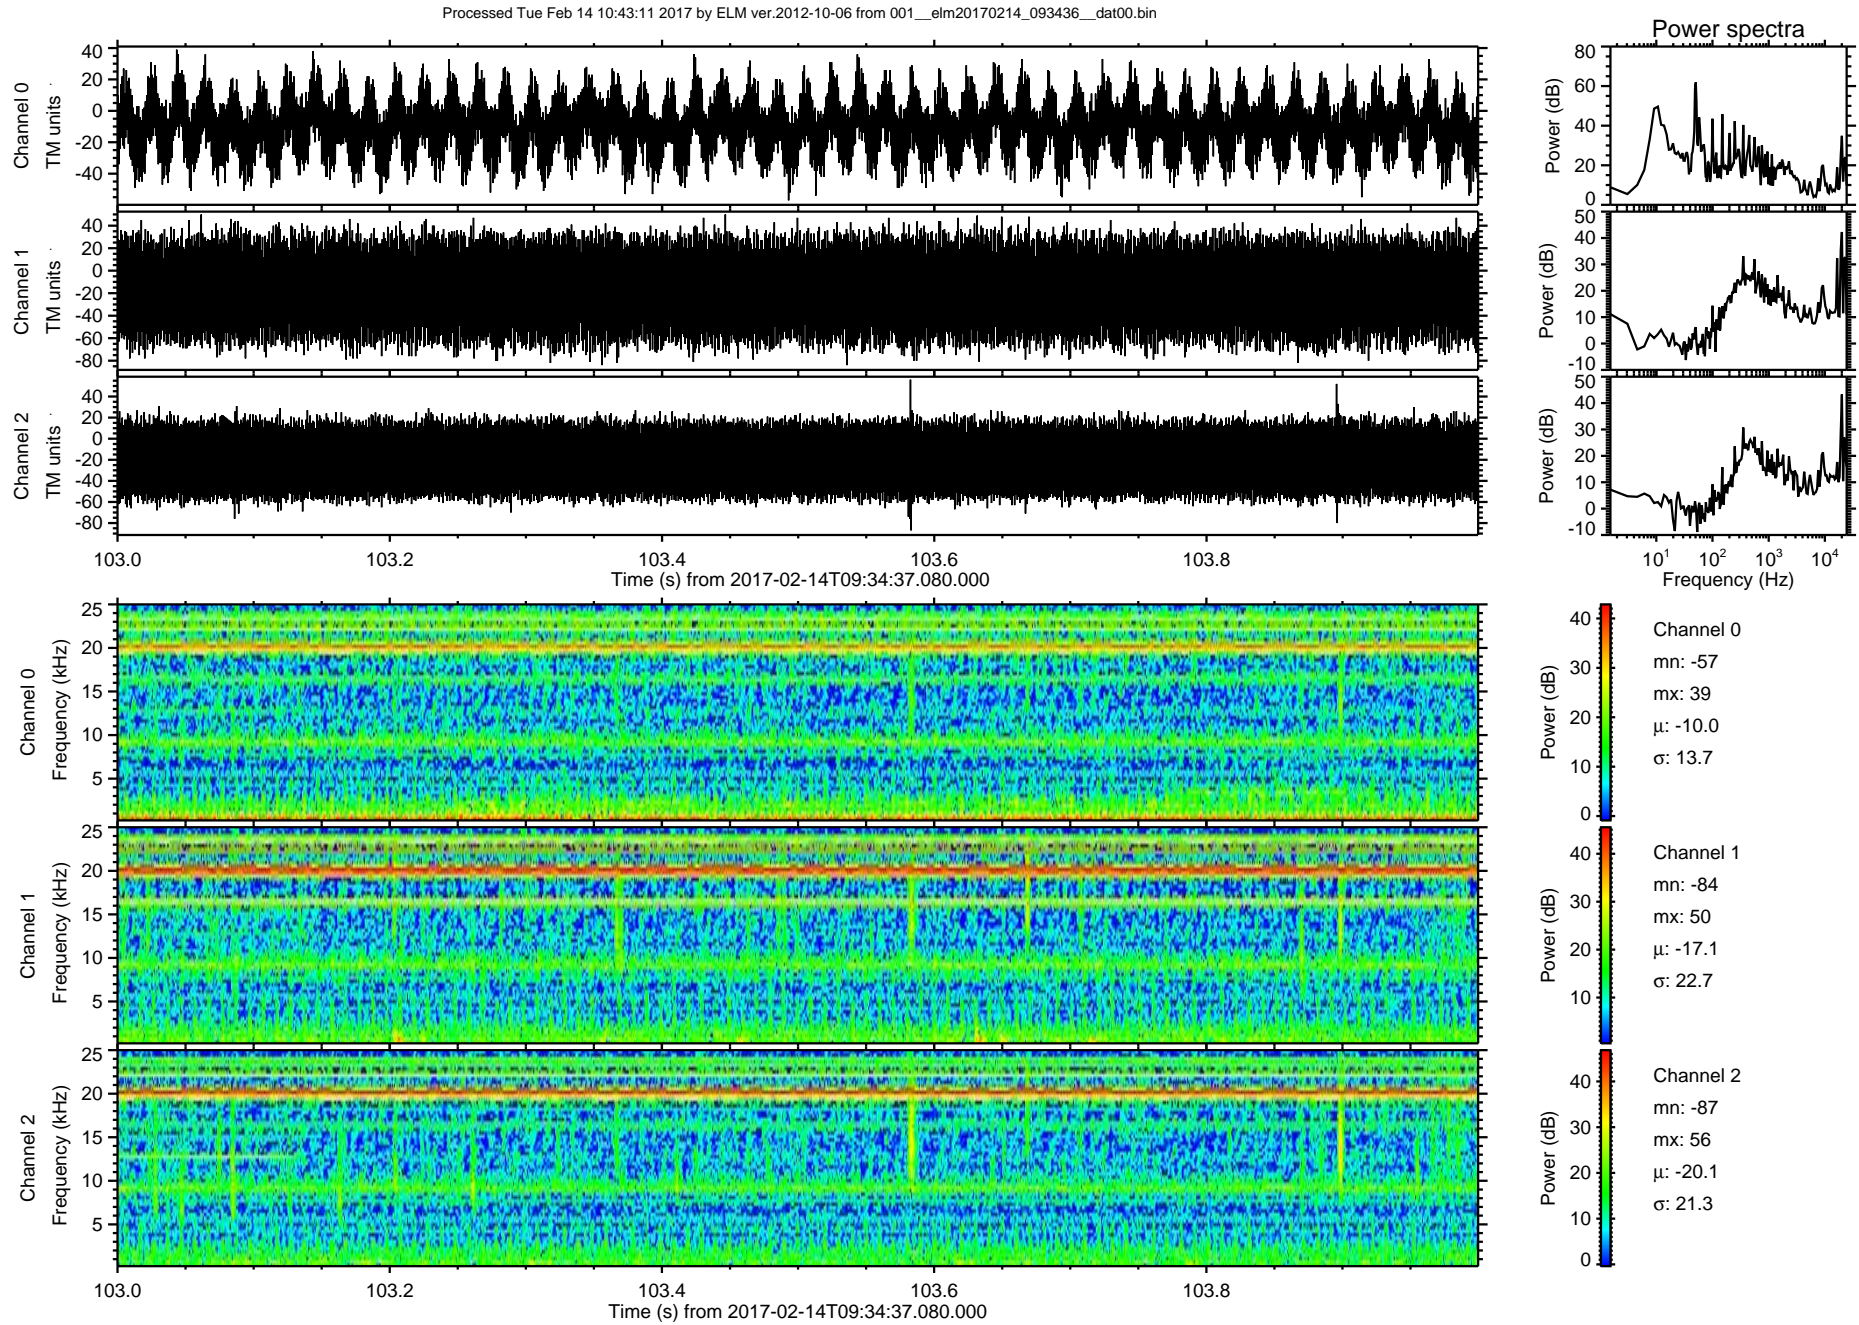 Processed Tue Feb 14 10:43:11 2017 by ELM ver.2012-10-06 from 001__elm20170214_093436__dat00.bin
Power spectra
Channel 0
TM units
40
20
0
-20
-40
Power (dB)
80
60
40
20
0
Channel 1
TM units
40
20
0
-20
-40
-60
-80
Power (dB)
50
40
30
20
10
0
-10
Channel 2
TM units
40
20
0
-20
-40
-60
-80
Power (dB)
50
40
30
20
10
0
-10
103.0 103.2 103.4 103.6 103.8
Time (s) from 2017-02-14T09:34:37.080.000
10¹ 10² 10³ 10⁴
Frequency (Hz)
Channel 0
Frequency (kHz)
25
20
15
10
5
Power (dB)
40
30
20
10
0
Channel 0
mn: -57
mx: 39
μ: -10.0
σ: 13.7
Channel 1
Frequency (kHz)
25
20
15
10
5
Power (dB)
40
30
20
10
Channel 1
mn: -84
mx: 50
μ: -17.1
σ: 22.7
Channel 2
Frequency (kHz)
25
20
15
10
5
Power (dB)
40
30
20
10
0
Channel 2
mn: -87
mx: 56
μ: -20.1
σ: 21.3
103.0 103.2 103.4 103.6 103.8
Time (s) from 2017-02-14T09:34:37.080.000